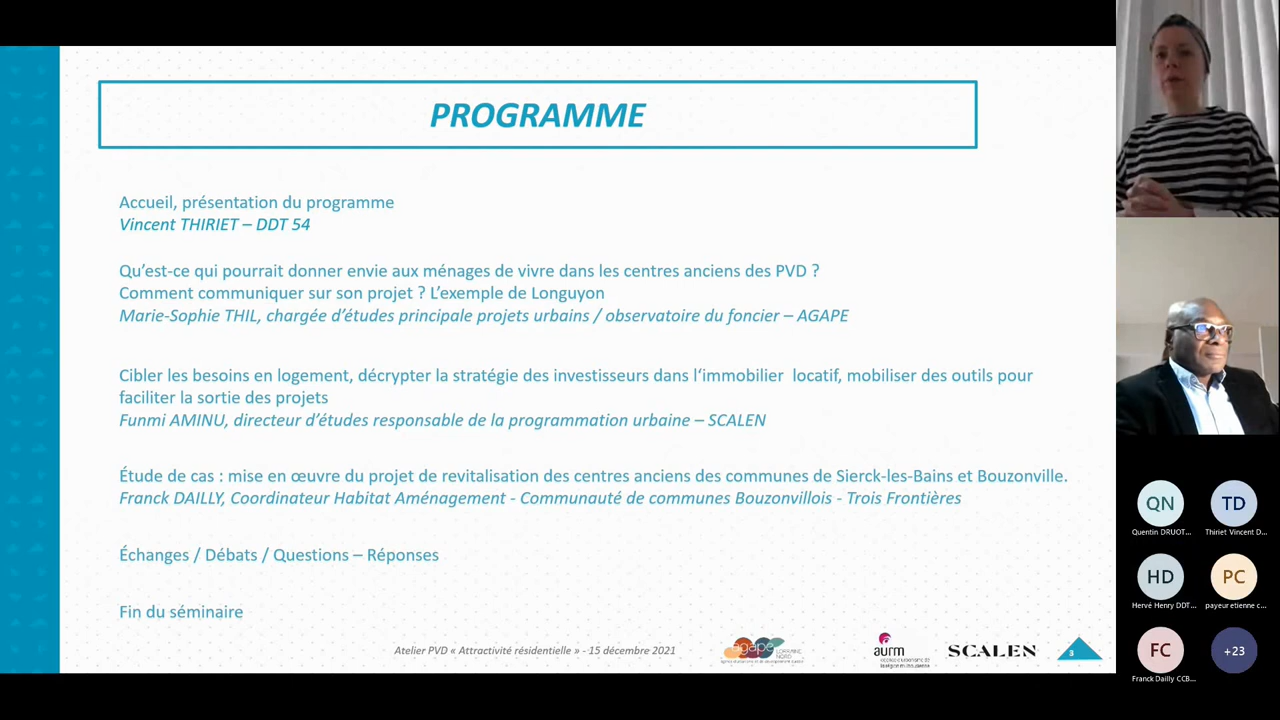 PROGRAMME
Accueil, présentation du programme
Vincent THIRIET – DDT 54
Qu’est-ce qui pourrait donner envie aux ménages de vivre dans les centres anciens des PVD ?
Comment communiquer sur son projet ? L’exemple de Longuyon
Marie-Sophie THIL, chargée d’études principale projets urbains / observatoire du foncier – AGAPE
Cibler les besoins en logement, décrypter la stratégie des investisseurs dans l‘immobilier locatif, mobiliser des outils pour
faciliter la sortie des projets
Funmi AMINU, directeur d’études responsable de la programmation urbaine – SCALEN
Étude de cas : mise en œuvre du projet de revitalisation des centres anciens des communes de Sierck-les-Bains et Bouzonville.
Franck DAILLY, Coordinateur Habitat Aménagement - Communauté de communes Bouzonvillois - Trois Frontières
Échanges / Débats / Questions – Réponses
Fin du séminaire
Atelier PVD « Attractivité résidentielle » - 15 décembre 2021
agape
LORRAINE
NORD
aurm
SCALEN
3
QN
Quentin DRUOT...
TD
Thiriet Vincent D...
HD
Hervé Henry DDT...
PC
payeur etienne c...
FC
Franck Dailly CCB...
+23